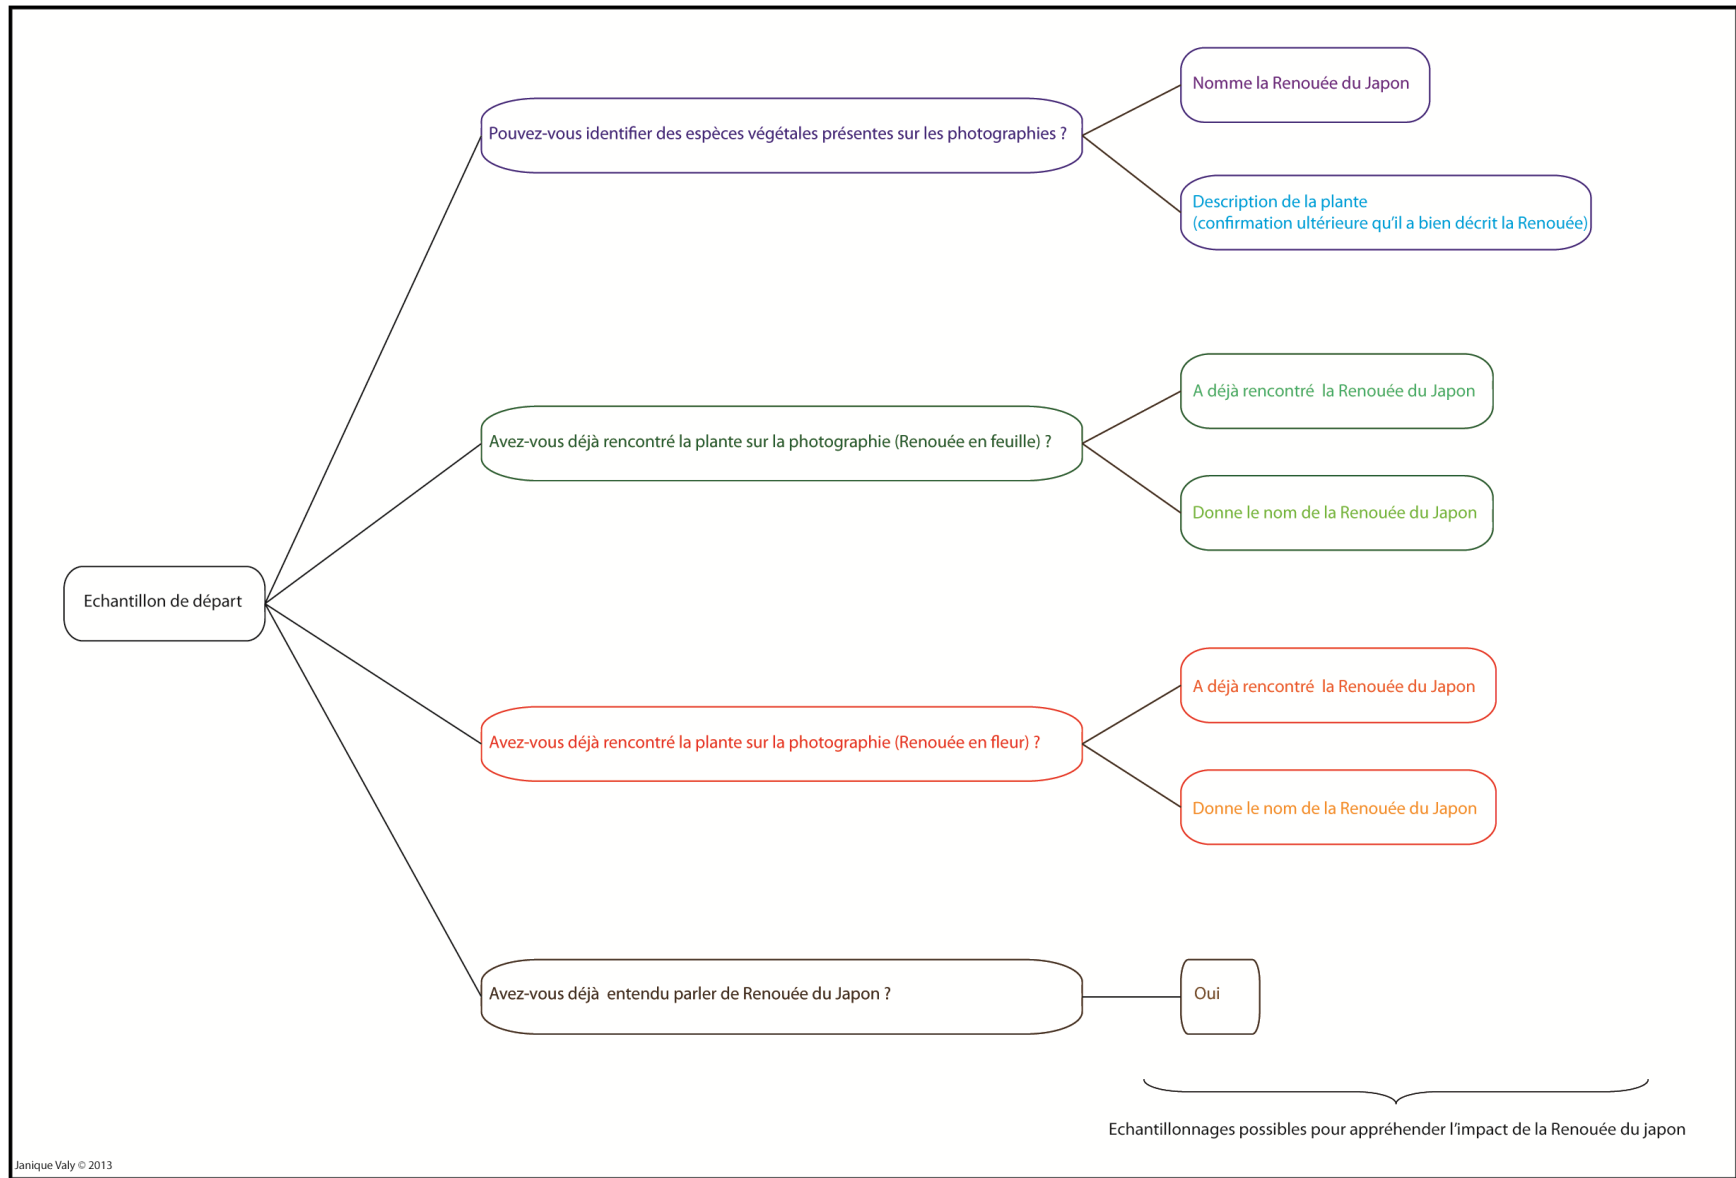 Nomme la Renouée du Japon
Pouvez-vous identifier des espèces végétales présentes sur les photographies ?
Description de la plante
(confirmation ultérieure qu'il a bien décrit la Renouée)
A déjà rencontré  la Renouée du Japon
Avez-vous déjà rencontré la plante sur la photographie (Renouée en feuille) ?
Donne le nom de la Renouée du Japon
Echantillon de départ
A déjà rencontré  la Renouée du Japon
Avez-vous déjà rencontré la plante sur la photographie (Renouée en fleur) ?
Donne le nom de la Renouée du Japon
Avez-vous déjà  entendu parler de Renouée du Japon ?
Oui
Echantillonnages possibles pour appréhender l'impact de la Renouée du japon
Janique Valy © 2013